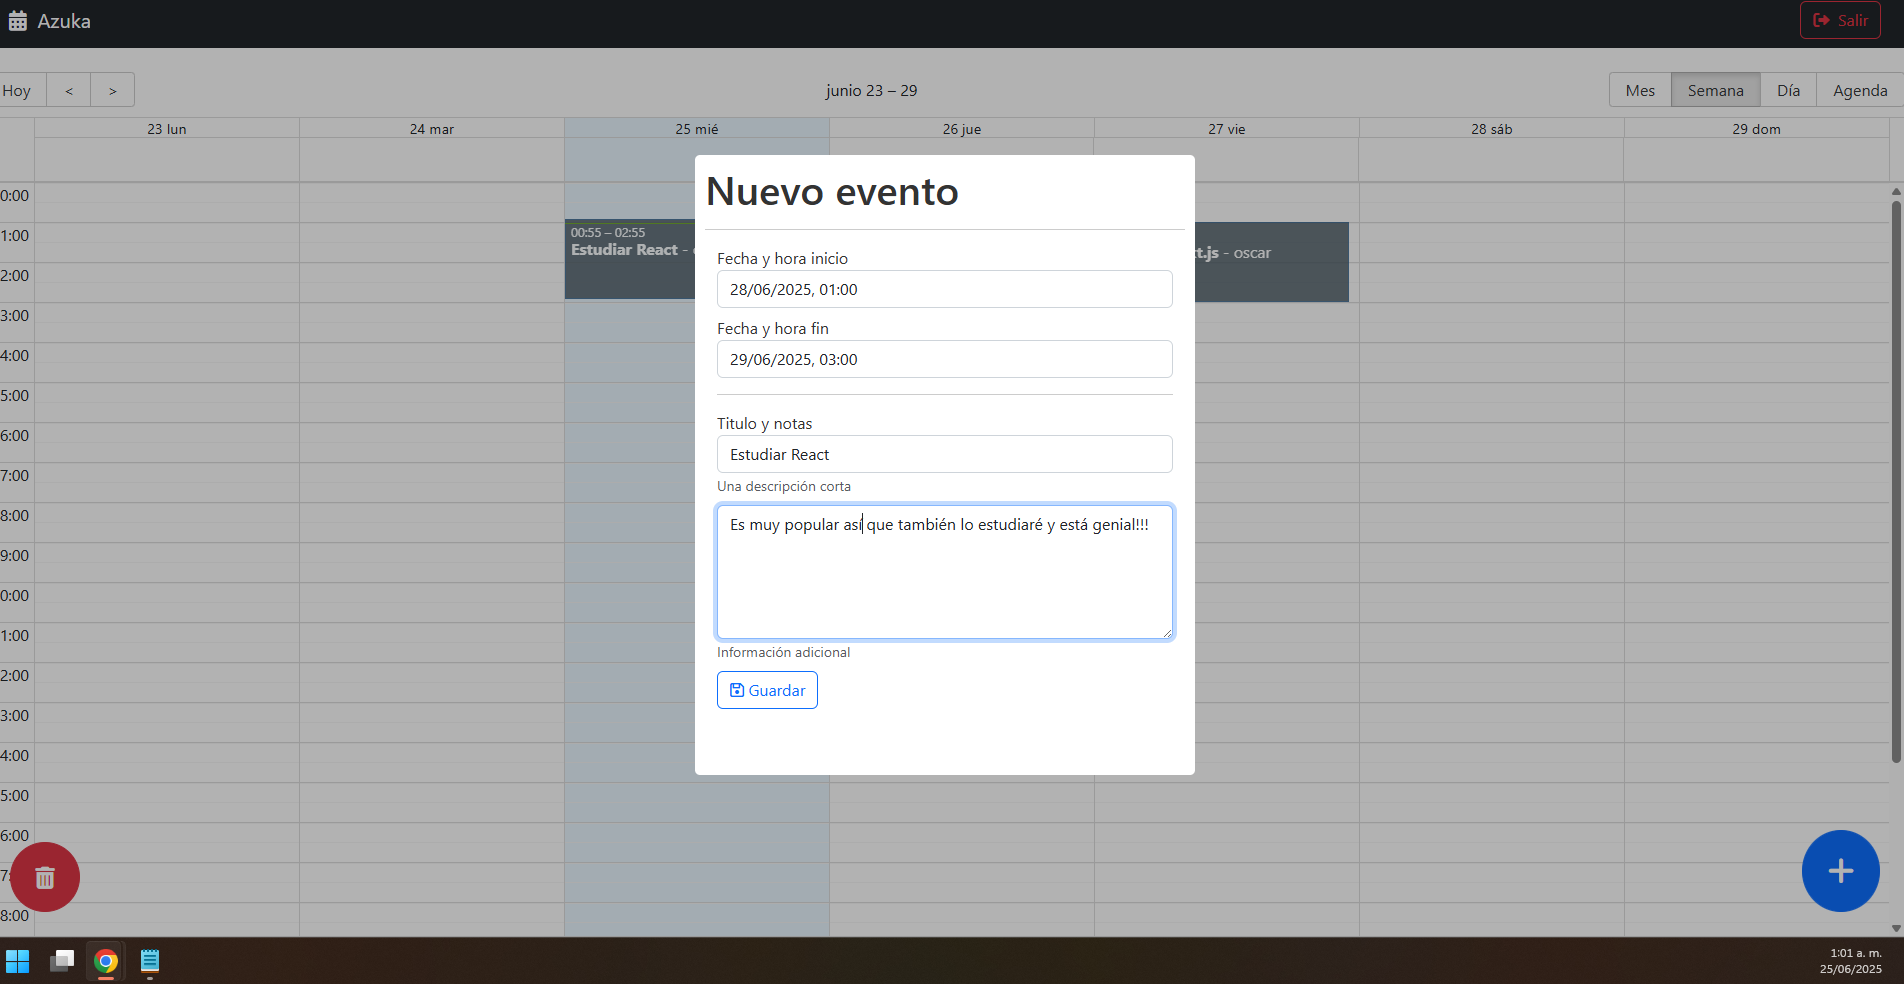 Azuka
Salir
Hoy < >
junio 23 – 29
Mes Semana Día Agenda
23 lun 24 mar 25 mié 26 jue 27 vie 28 sáb 29 dom
0:00
1:00
2:00
3:00
4:00
5:00
6:00
7:00
8:00
9:00
0:00
1:00
2:00
3:00
4:00
5:00
6:00
7:
8:00
00:55 – 02:55
Estudiar React -
t.js - oscar
Nuevo evento
Fecha y hora inicio
28/06/2025, 01:00
Fecha y hora fin
29/06/2025, 03:00
Titulo y notas
Estudiar React
Una descripción corta
Es muy popular así que también lo estudiaré y está genial!!!
Información adicional
Guardar
+
1:01 a. m.
25/06/2025